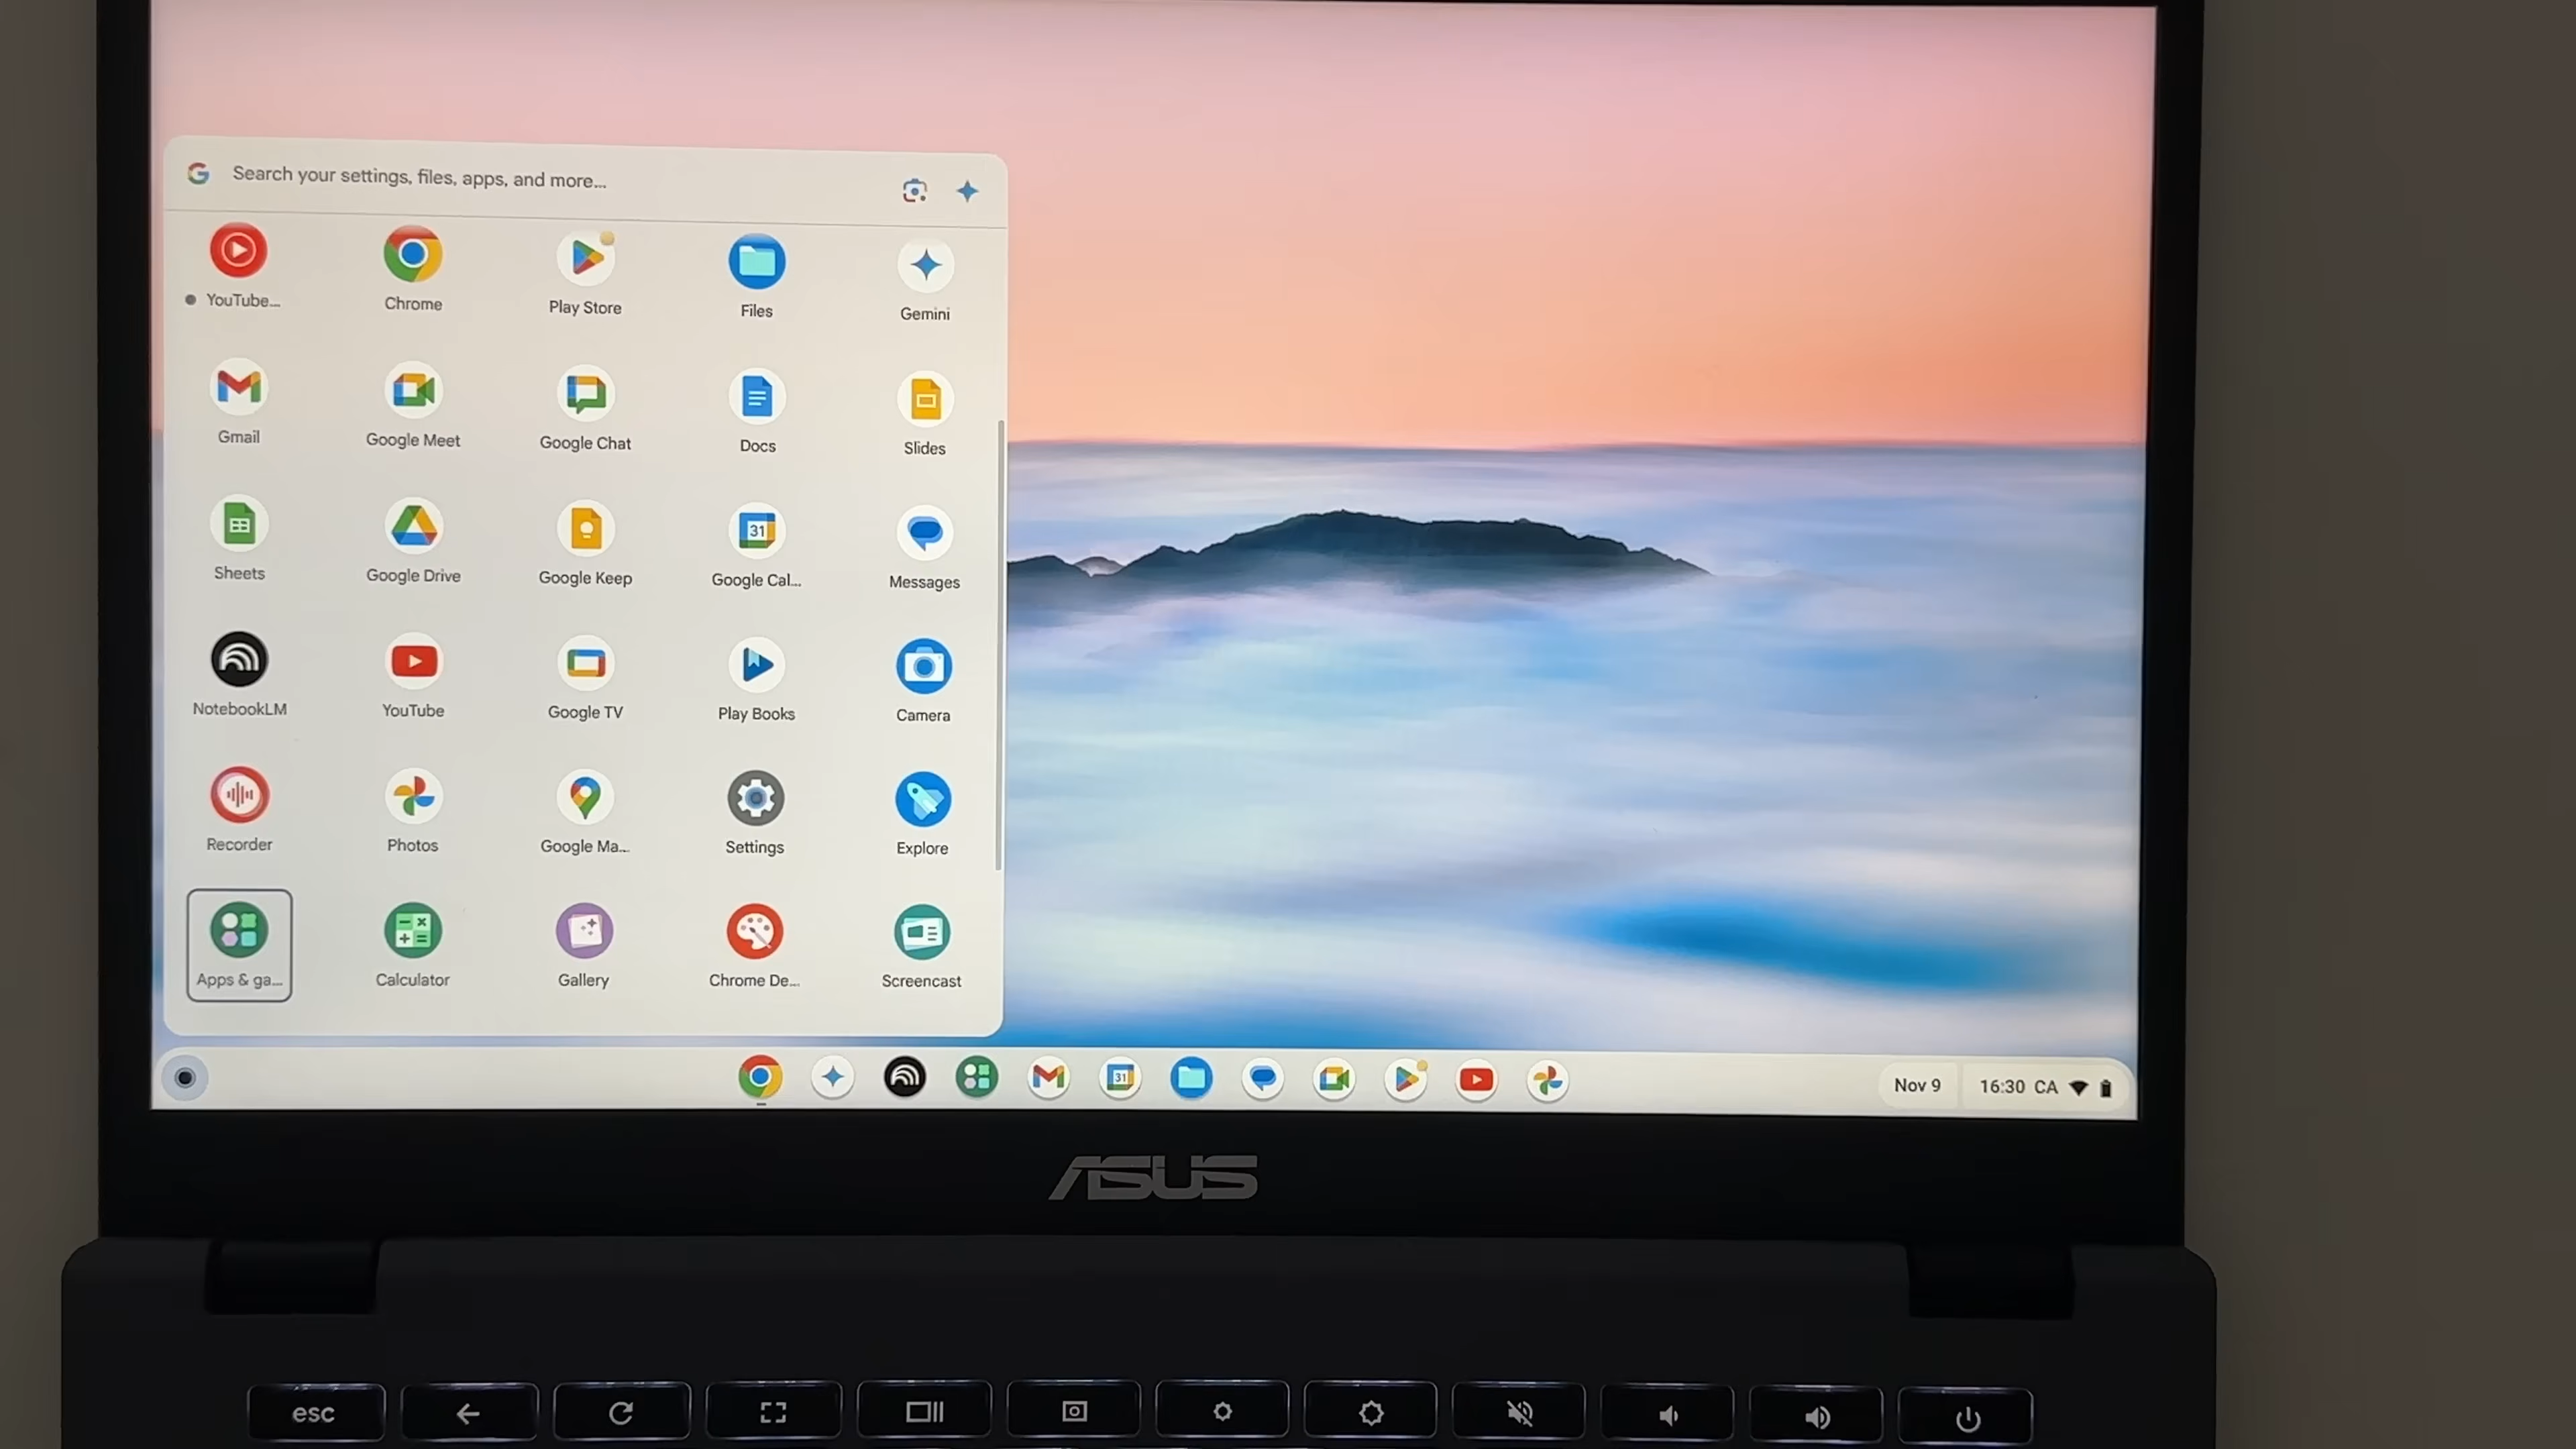 Search your settings, files, apps, and more...
YouTube... Chrome Play Store Files Gemini
Gmail Google Meet Google Chat Docs Slides
31
Sheets Google Drive Google Keep Google Cal... Messages
NotebookLM YouTube Google TV Play Books Camera
Recorder Photos Google Ma... Settings Explore
Apps & ga... Calculator Gallery Chrome De... Screencast
31
Nov 9 16:30 CA
ASUS
esc